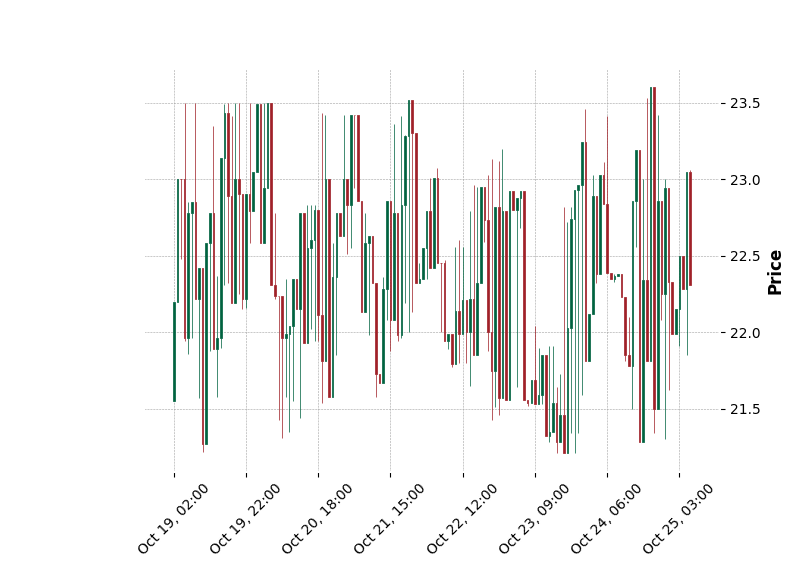 23.5
23.0
22.5
22.0
21.5
Price
Oct 19, 02:00
Oct 19, 22:00
Oct 20, 18:00
Oct 21, 15:00
Oct 22, 12:00
Oct 23, 09:00
Oct 24, 06:00
Oct 25, 03:00